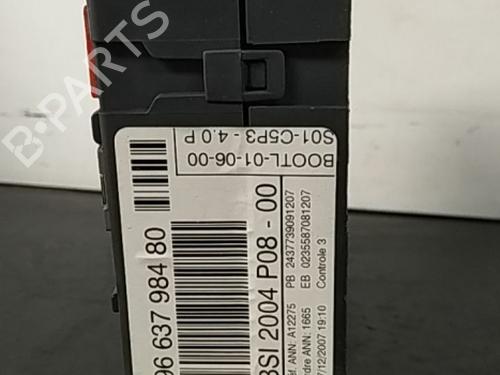 B-PARTS
S01-C5P3 - 4.0 P
BOOTL-01-06-00
96 637 984 80
BSI 2004 P08 - 00
PB 2437739091207
EB 0235587081207
Controle 3
ANN: A12275
ANN: 1665
/12/2007 19:10